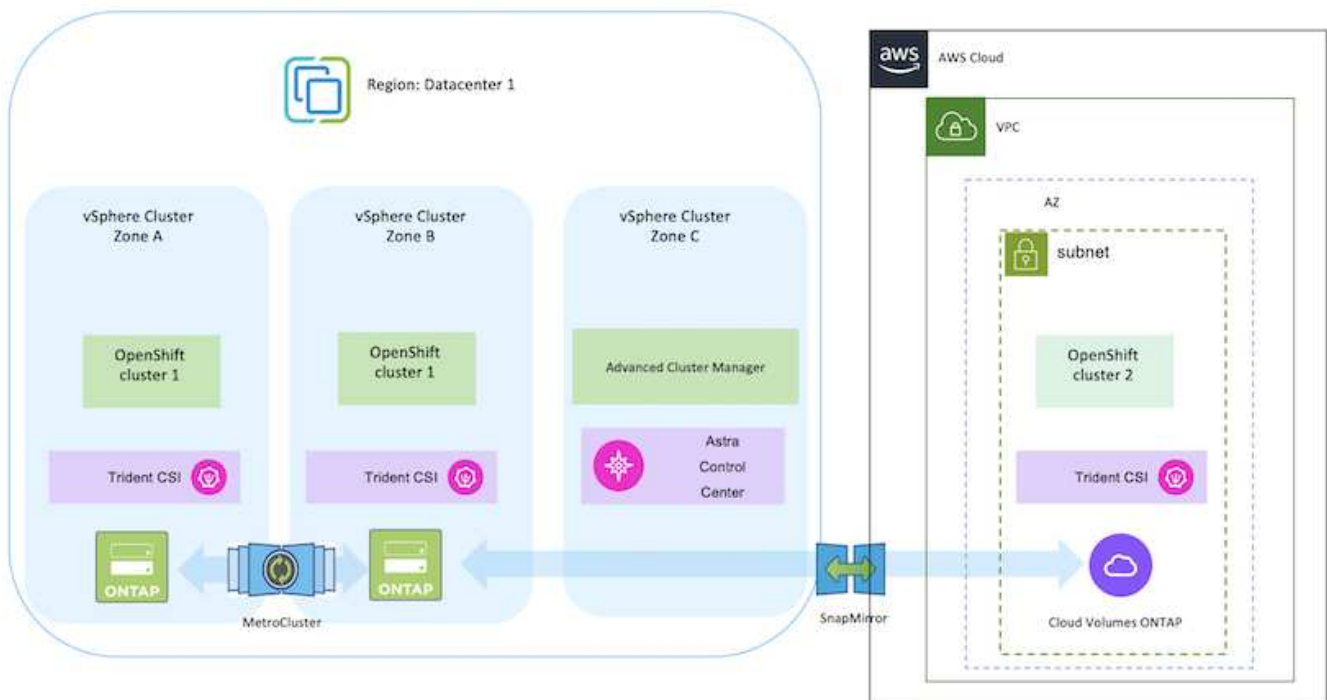 Region: Datacenter 1
aws
AWS Cloud
VPC
AZ
subnet
vSphere Cluster
Zone A
vSphere Cluster
Zone B
vSphere Cluster
Zone C
OpenShift
cluster 1
OpenShift
cluster 1
Advanced Cluster Manager
OpenShift
cluster 2
Trident CSI
Trident CSI
Astra
Control
Center
Trident CSI
ONTAP
ONTAP
MetroCluster
SnapMirror
Cloud Volumes ONTAP